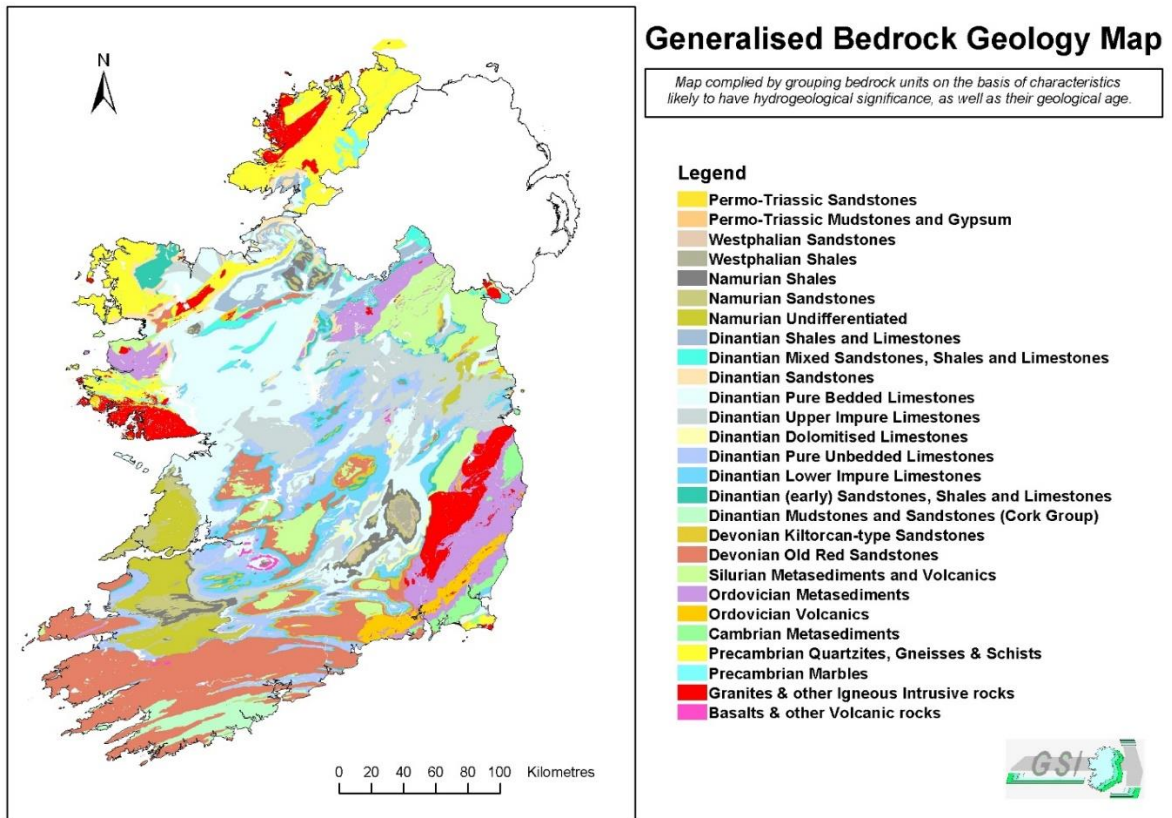 N
0 20 40 60 80 100 Kilometres
Generalised Bedrock Geology Map
Map complied by grouping bedrock units on the basis of characteristics
likely to have hydrogeological significance, as well as their geological age.
Legend
Permo-Triassic Sandstones
Permo-Triassic Mudstones and Gypsum
Westphalian Sandstones
Westphalian Shales
Namurian Shales
Namurian Sandstones
Namurian Undifferentiated
Dinantian Shales and Limestones
Dinantian Mixed Sandstones, Shales and Limestones
Dinantian Sandstones
Dinantian Pure Bedded Limestones
Dinantian Upper Impure Limestones
Dinantian Dolomitised Limestones
Dinantian Pure Unbedded Limestones
Dinantian Lower Impure Limestones
Dinantian (early) Sandstones, Shales and Limestones
Dinantian Mudstones and Sandstones (Cork Group)
Devonian Kiltorcan-type Sandstones
Devonian Old Red Sandstones
Silurian Metasediments and Volcanics
Ordovician Metasediments
Ordovician Volcanics
Cambrian Metasediments
Precambrian Quartzites, Gneisses & Schists
Precambrian Marbles
Granites & other Igneous Intrusive rocks
Basalts & other Volcanic rocks
GSI